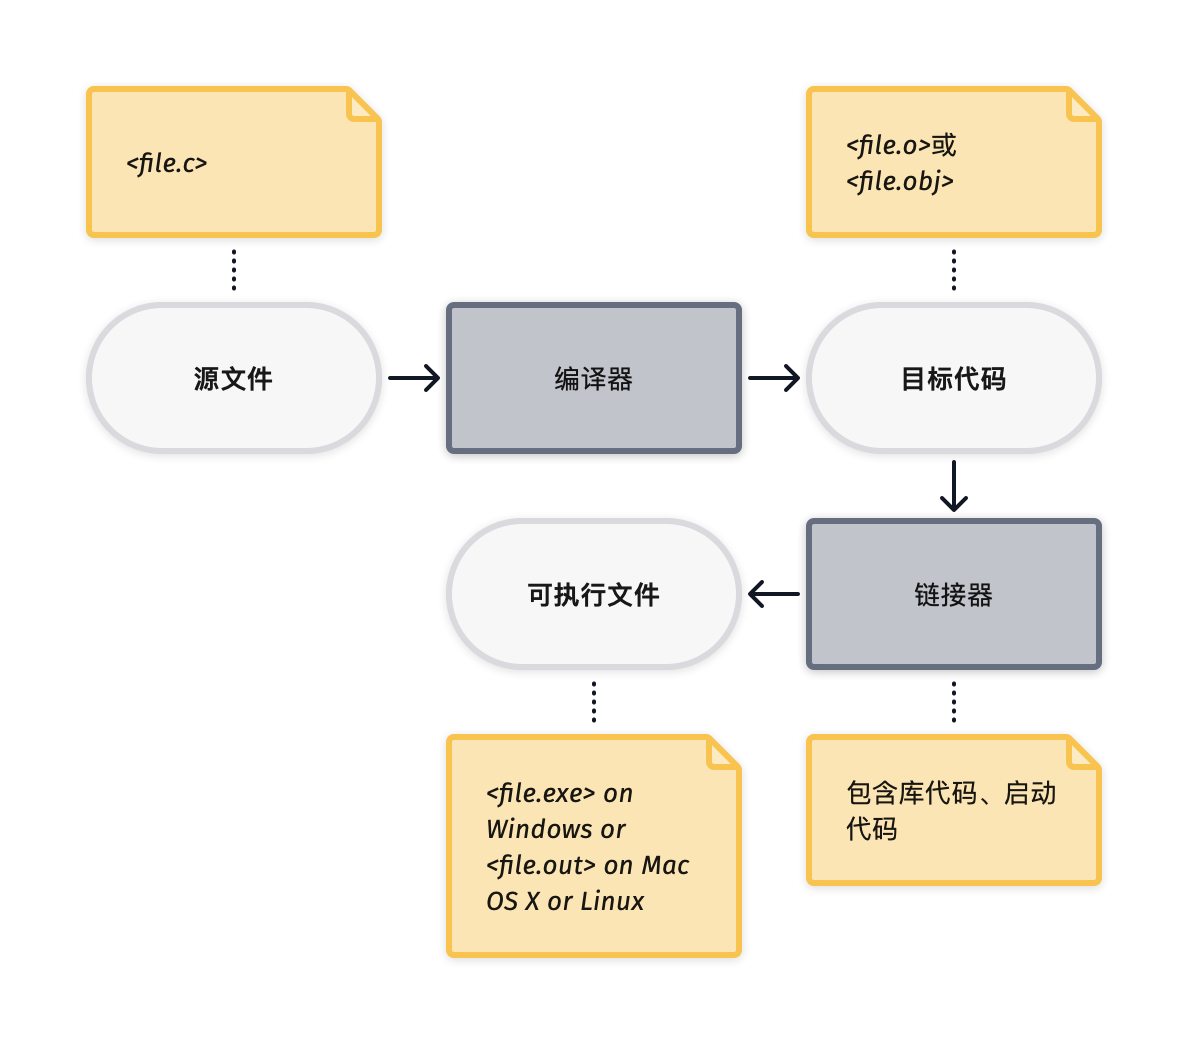 <file.c>
<file.o>或
<file.obj>
源文件
编译器
目标代码
可执行文件
链接器
<file.exe> on
Windows or
<file.out> on Mac
OS X or Linux
包含库代码、启动
代码